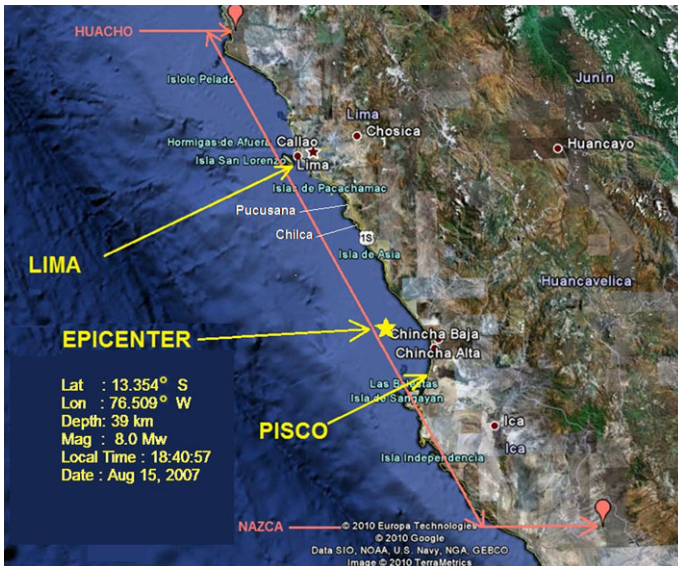 HUACHO
Islole Pelado
Junin
Lima
Chosica
Hormigas de Afuera
Callao
Huancayo
Isla San Lorenzo
Lima
Islas de Pacachamac
Pucusana
Chilca
1S
Isla de Asia
LIMA
Huancavelica
EPICENTER
Chincha Baja
Chincha Alta
Lat : 13.354° S
Lon : 76.509° W
Depth: 39 km
Mag : 8.0 Mw
Local Time : 18:40:57
Date : Aug 15, 2007
Las Ballestas
Isla de Sangayan
PISCO
Ica
Ica
Isla Independencia
NAZCA
© 2010 Europa Technologies
© 2010 Google
Data SIO, NOAA, U.S. Navy, NGA, GEBCO
Image © 2010 TerraMetrics